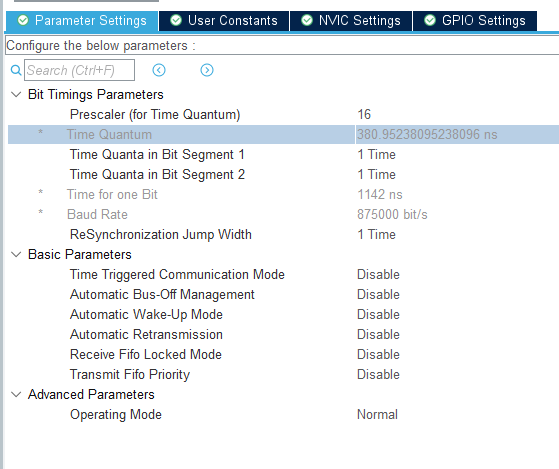 Parameter Settings User Constants NVIC Settings GPIO Settings
Configure the below parameters :
Search (Ctrl+F)
Bit Timings Parameters
Prescaler (for Time Quantum) 16
* Time Quantum 380.95238095238096 ns
Time Quanta in Bit Segment 1 1 Time
Time Quanta in Bit Segment 2 1 Time
* Time for one Bit 1142 ns
* Baud Rate 875000 bit/s
ReSynchronization Jump Width 1 Time
Basic Parameters
Time Triggered Communication Mode Disable
Automatic Bus-Off Management Disable
Automatic Wake-Up Mode Disable
Automatic Retransmission Disable
Receive Fifo Locked Mode Disable
Transmit Fifo Priority Disable
Advanced Parameters
Operating Mode Normal